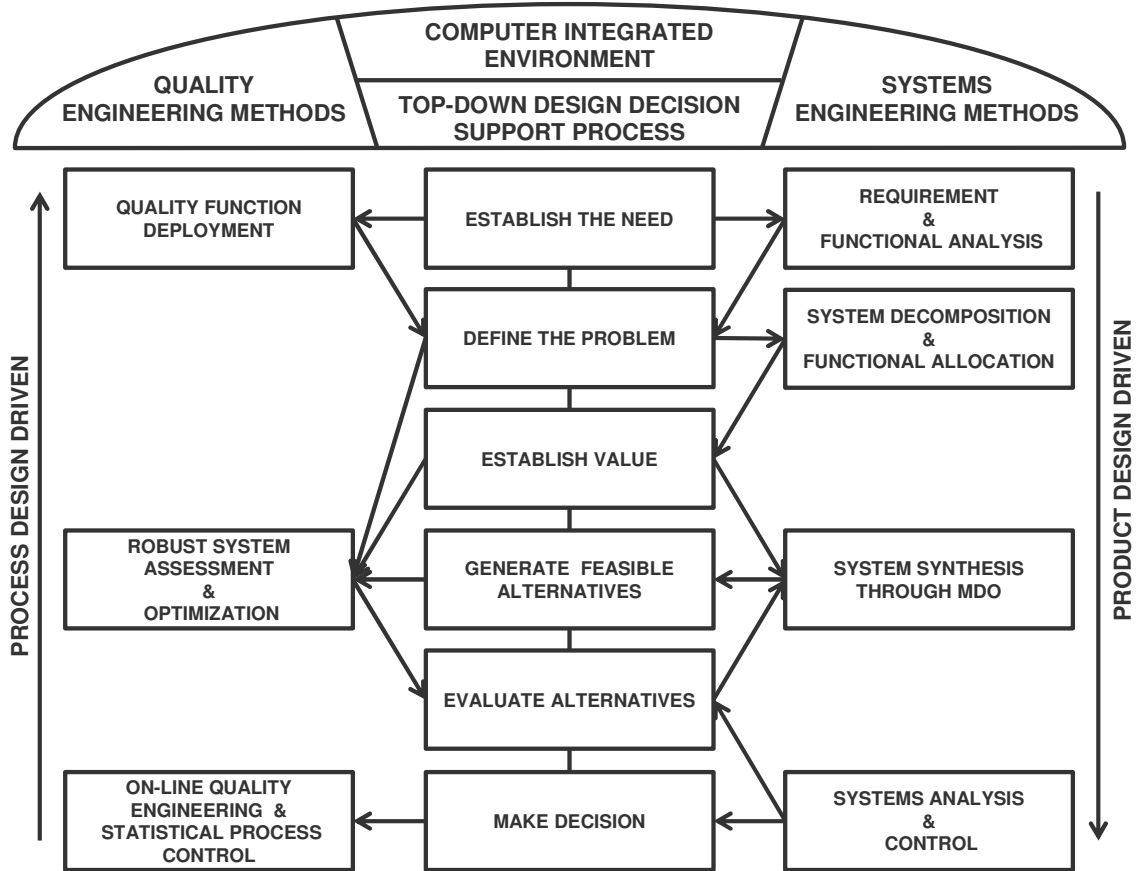 COMPUTER INTEGRATED
ENVIRONMENT
QUALITY
ENGINEERING METHODS
TOP-DOWN DESIGN DECISION
SUPPORT PROCESS
SYSTEMS
ENGINEERING METHODS
PROCESS DESIGN DRIVEN
QUALITY FUNCTION
DEPLOYMENT
ESTABLISH THE NEED
REQUIREMENT
&
FUNCTIONAL ANALYSIS
DEFINE THE PROBLEM
SYSTEM DECOMPOSITION
&
FUNCTIONAL ALLOCATION
ESTABLISH VALUE
ROBUST SYSTEM
ASSESSMENT
&
OPTIMIZATION
GENERATE FEASIBLE
ALTERNATIVES
SYSTEM SYNTHESIS
THROUGH MDO
EVALUATE ALTERNATIVES
ON-LINE QUALITY
ENGINEERING &
STATISTICAL PROCESS
CONTROL
MAKE DECISION
SYSTEMS ANALYSIS
&
CONTROL
PRODUCT DESIGN DRIVEN